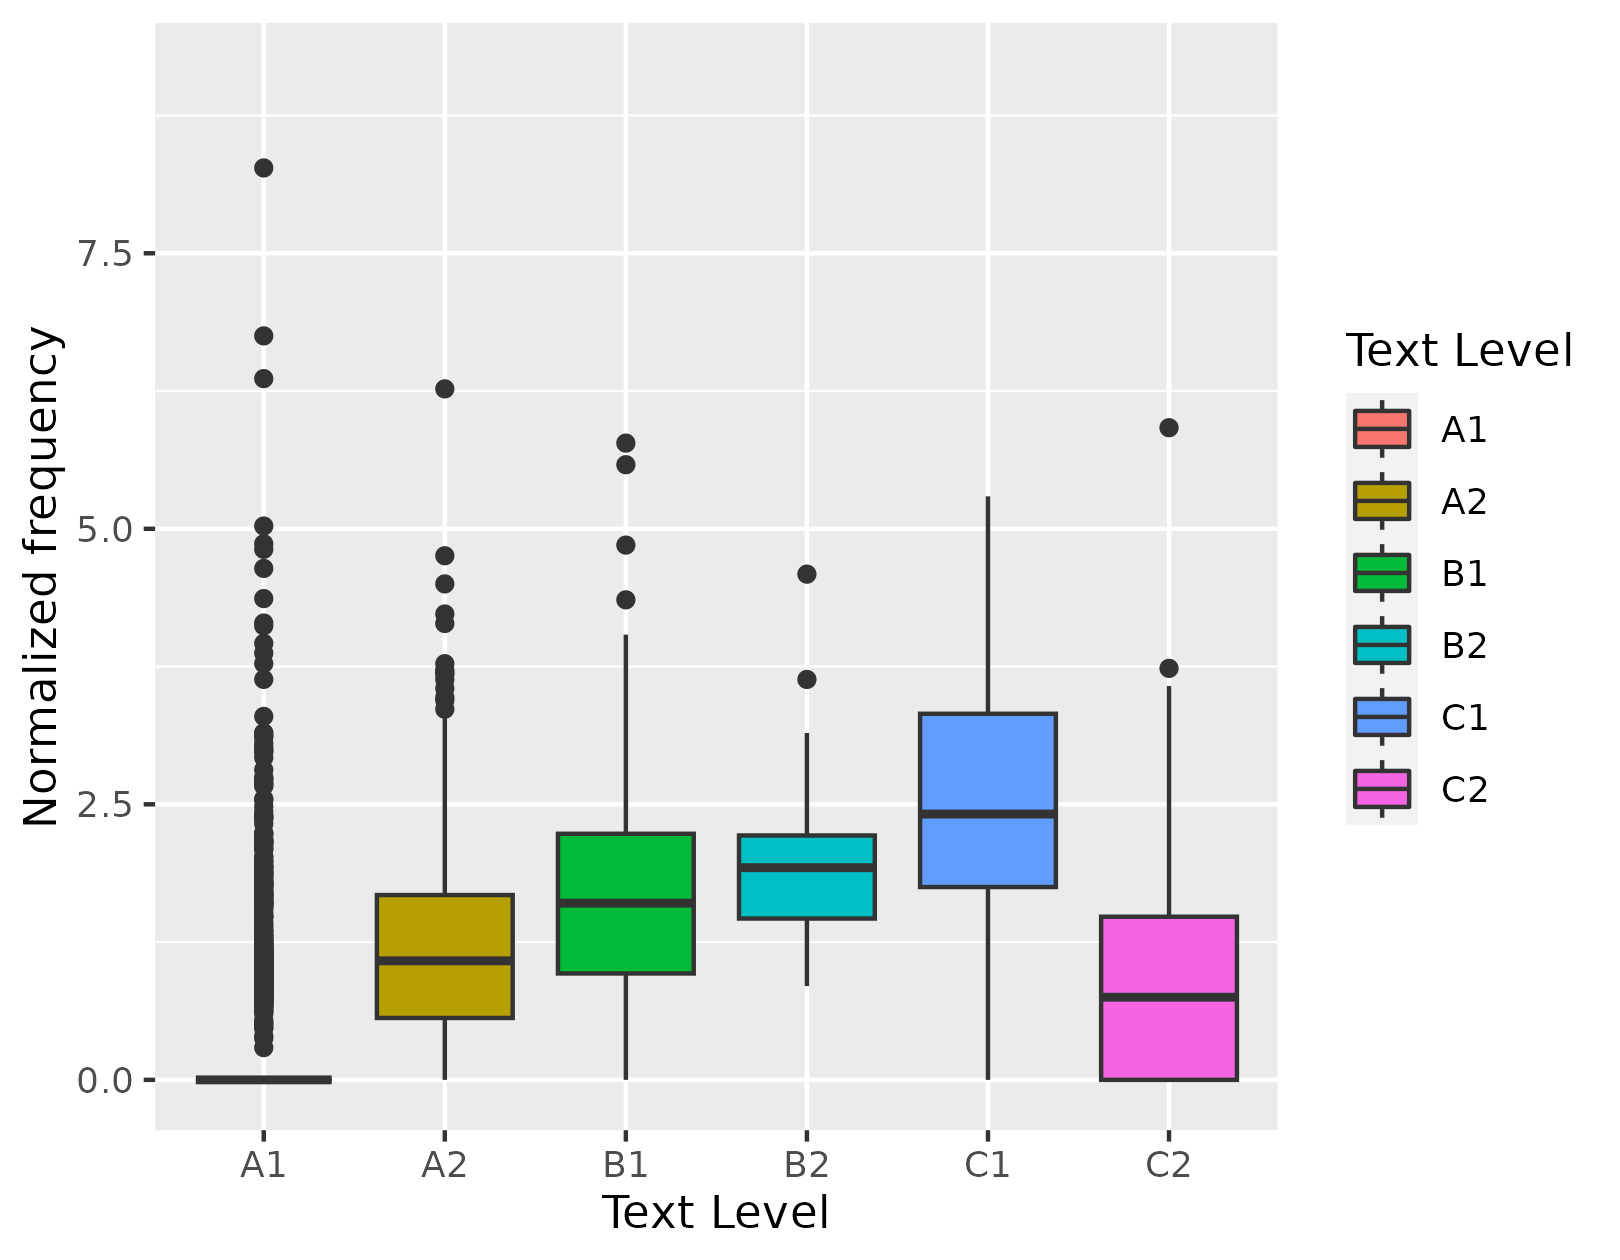 Normalized frequency
7.5
5.0
2.5
0.0
A1 A2 B1 B2 C1 C2
Text Level
Text Level
A1
A2
B1
B2
C1
C2